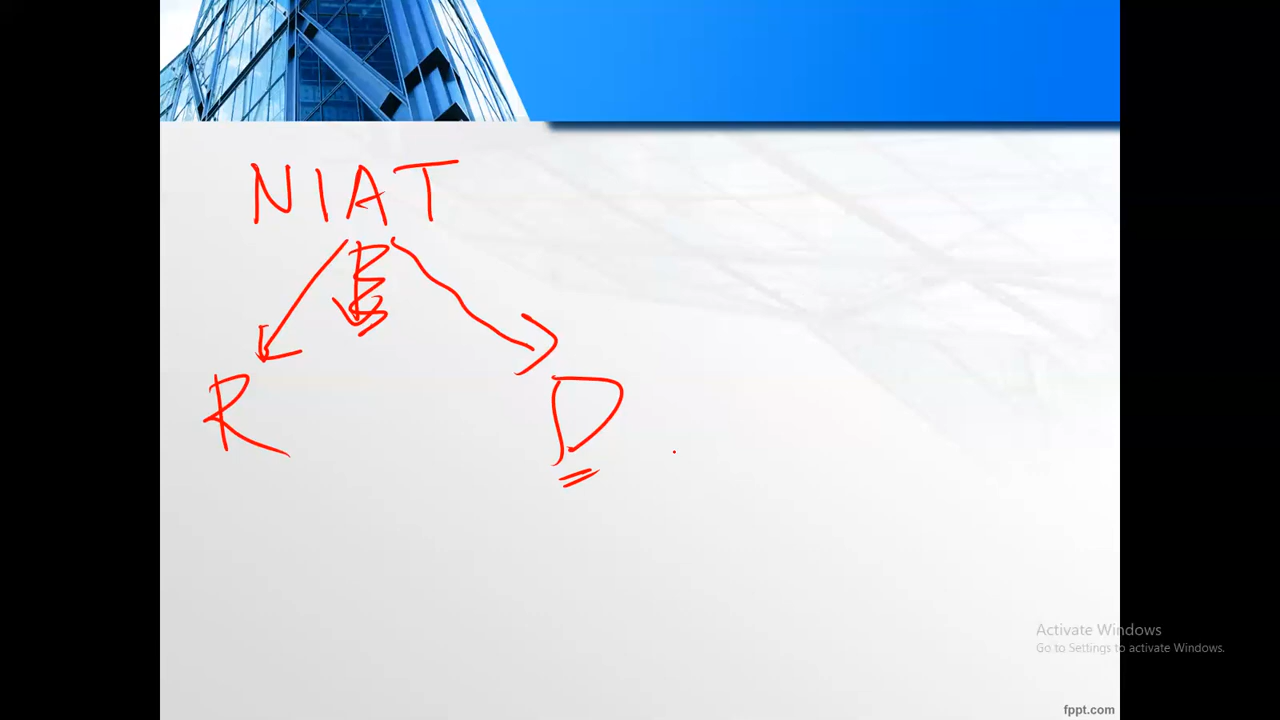 NIAT
R
D
Activate Windows
Go to Settings to activate Windows.
fppt.com